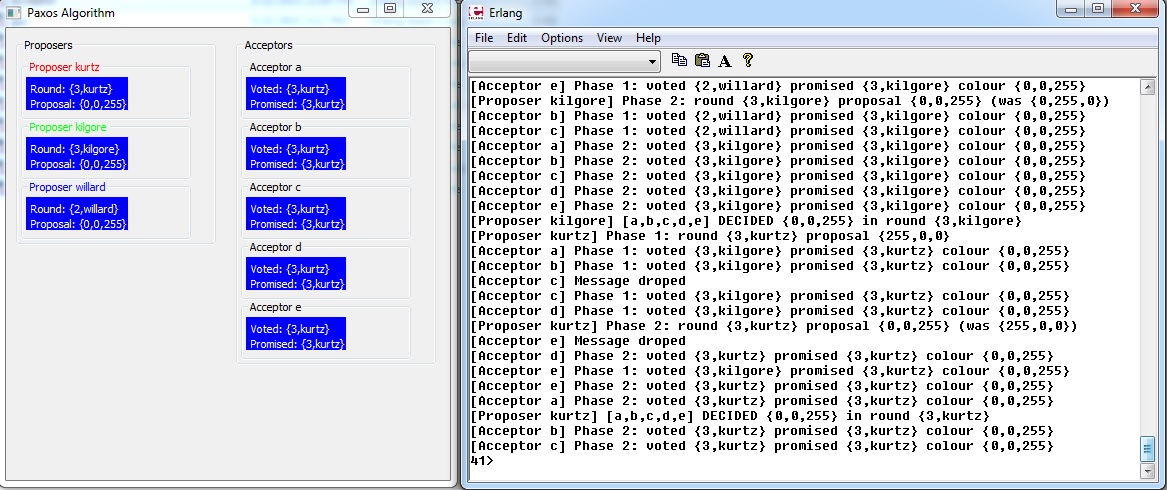 Paxos Algorithm
Proposers
Proposer kurtz
Round: {3,kurtz}
Proposal: {0,0,255}
Proposer kilgore
Round: {3,kilgore}
Proposal: {0,0,255}
Proposer willard
Round: {2,willard}
Proposal: {0,0,255}
Acceptors
Acceptor a
Voted: {3,kurtz}
Promised: {3,kurtz}
Acceptor b
Voted: {3,kurtz}
Promised: {3,kurtz}
Acceptor c
Voted: {3,kurtz}
Promised: {3,kurtz}
Acceptor d
Voted: {3,kurtz}
Promised: {3,kurtz}
Acceptor e
Voted: {3,kurtz}
Promised: {3,kurtz}
ERLANG
Erlang
File Edit Options View Help
A ?
[Acceptor e] Phase 1: voted {2,willard} promised {3,kilgore} colour {0,0,255}
[Proposer kilgore] Phase 2: round {3,kilgore} proposal {0,0,255} (was {0,255,0})
[Acceptor b] Phase 1: voted {2,willard} promised {3,kilgore} colour {0,0,255}
[Acceptor c] Phase 1: voted {2,willard} promised {3,kilgore} colour {0,0,255}
[Acceptor a] Phase 2: voted {3,kilgore} promised {3,kilgore} colour {0,0,255}
[Acceptor b] Phase 2: voted {3,kilgore} promised {3,kilgore} colour {0,0,255}
[Acceptor c] Phase 2: voted {3,kilgore} promised {3,kilgore} colour {0,0,255}
[Acceptor d] Phase 2: voted {3,kilgore} promised {3,kilgore} colour {0,0,255}
[Acceptor e] Phase 2: voted {3,kilgore} promised {3,kilgore} colour {0,0,255}
[Proposer kilgore] [a,b,c,d,e] DECIDED {0,0,255} in round {3,kilgore}
[Proposer kurtz] Phase 1: round {3,kurtz} proposal {255,0,0}
[Acceptor a] Phase 1: voted {3,kilgore} promised {3,kurtz} colour {0,0,255}
[Acceptor b] Phase 1: voted {3,kilgore} promised {3,kurtz} colour {0,0,255}
[Acceptor c] Message droped
[Acceptor c] Phase 1: voted {3,kilgore} promised {3,kurtz} colour {0,0,255}
[Acceptor d] Phase 1: voted {3,kilgore} promised {3,kurtz} colour {0,0,255}
[Proposer kurtz] Phase 2: round {3,kurtz} proposal {0,0,255} (was {255,0,0})
[Acceptor e] Message droped
[Acceptor d] Phase 2: voted {3,kurtz} promised {3,kurtz} colour {0,0,255}
[Acceptor e] Phase 1: voted {3,kilgore} promised {3,kurtz} colour {0,0,255}
[Acceptor e] Phase 2: voted {3,kurtz} promised {3,kurtz} colour {0,0,255}
[Acceptor a] Phase 2: voted {3,kurtz} promised {3,kurtz} colour {0,0,255}
[Proposer kurtz] [a,b,c,d,e] DECIDED {0,0,255} in round {3,kurtz}
[Acceptor b] Phase 2: voted {3,kurtz} promised {3,kurtz} colour {0,0,255}
[Acceptor c] Phase 2: voted {3,kurtz} promised {3,kurtz} colour {0,0,255}
41>